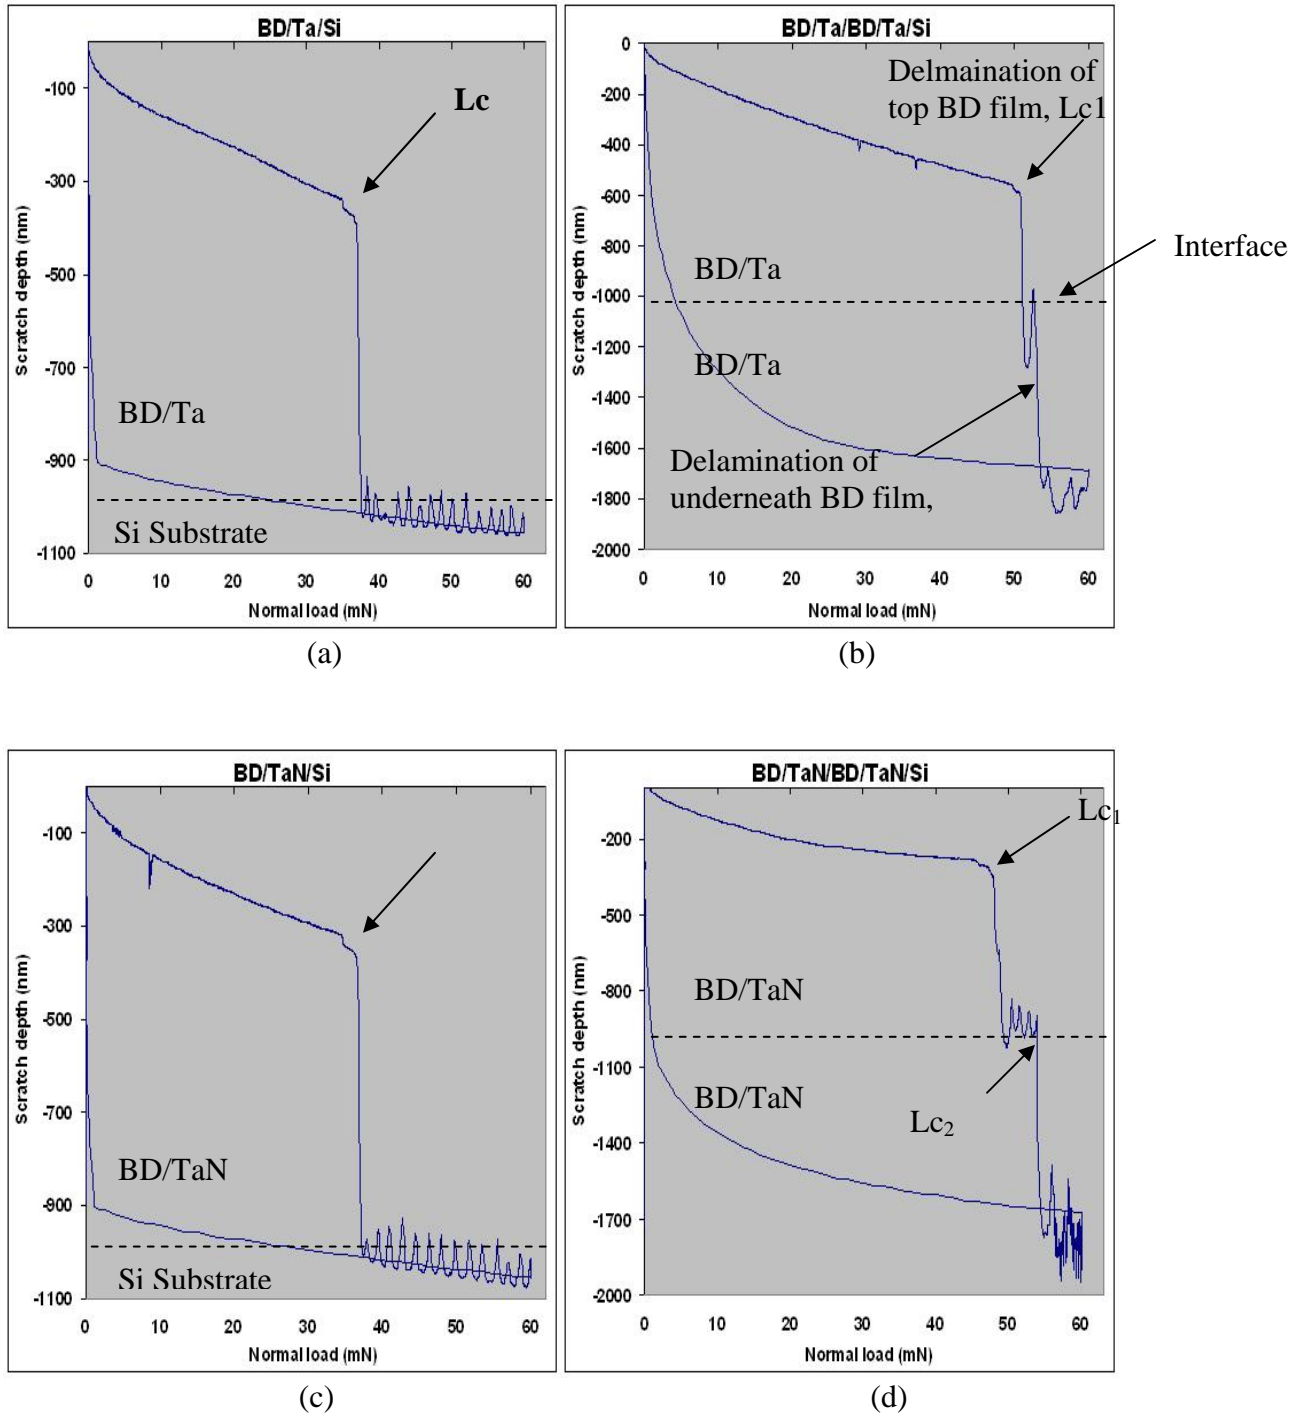 BD/Ta/Si
Lc
-100
-300
-500
-700
-900
-1100
Scratch depth (nm)
BD/Ta
Si Substrate
0 10 20 30 40 50 60
Normal load (mN)
(a)
BD/Ta/BD/Ta/Si
Delmaination of
top BD film, Lc1
0
-200
-400
-600
-800
-1000
-1200
-1400
-1600
-1800
-2000
Scratch depth (nm)
Interface
BD/Ta
BD/Ta
Delamination of
underneath BD film,
0 10 20 30 40 50 60
Normal load (mN)
(b)
BD/TaN/Si
-100
-300
-500
-700
-900
-1100
Scratch depth (nm)
BD/TaN
Si Substrate
0 10 20 30 40 50 60
Normal load (mN)
(c)
BD/TaN/BD/TaN/Si
Lc₁
-200
-500
-800
-1100
-1400
-1700
-2000
Scratch depth (nm)
BD/TaN
BD/TaN
Lc₂
0 10 20 30 40 50 60
Normal load (mN)
(d)